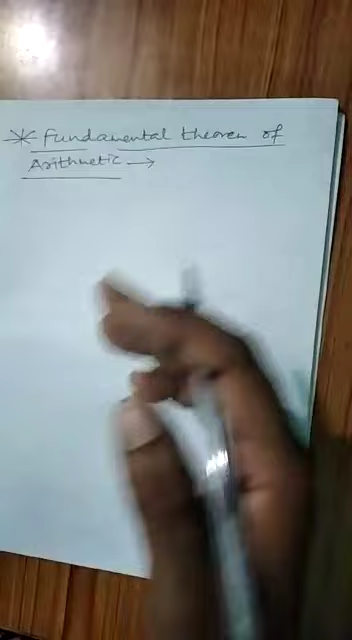 * Fundamental theorem of
Arithmetic →